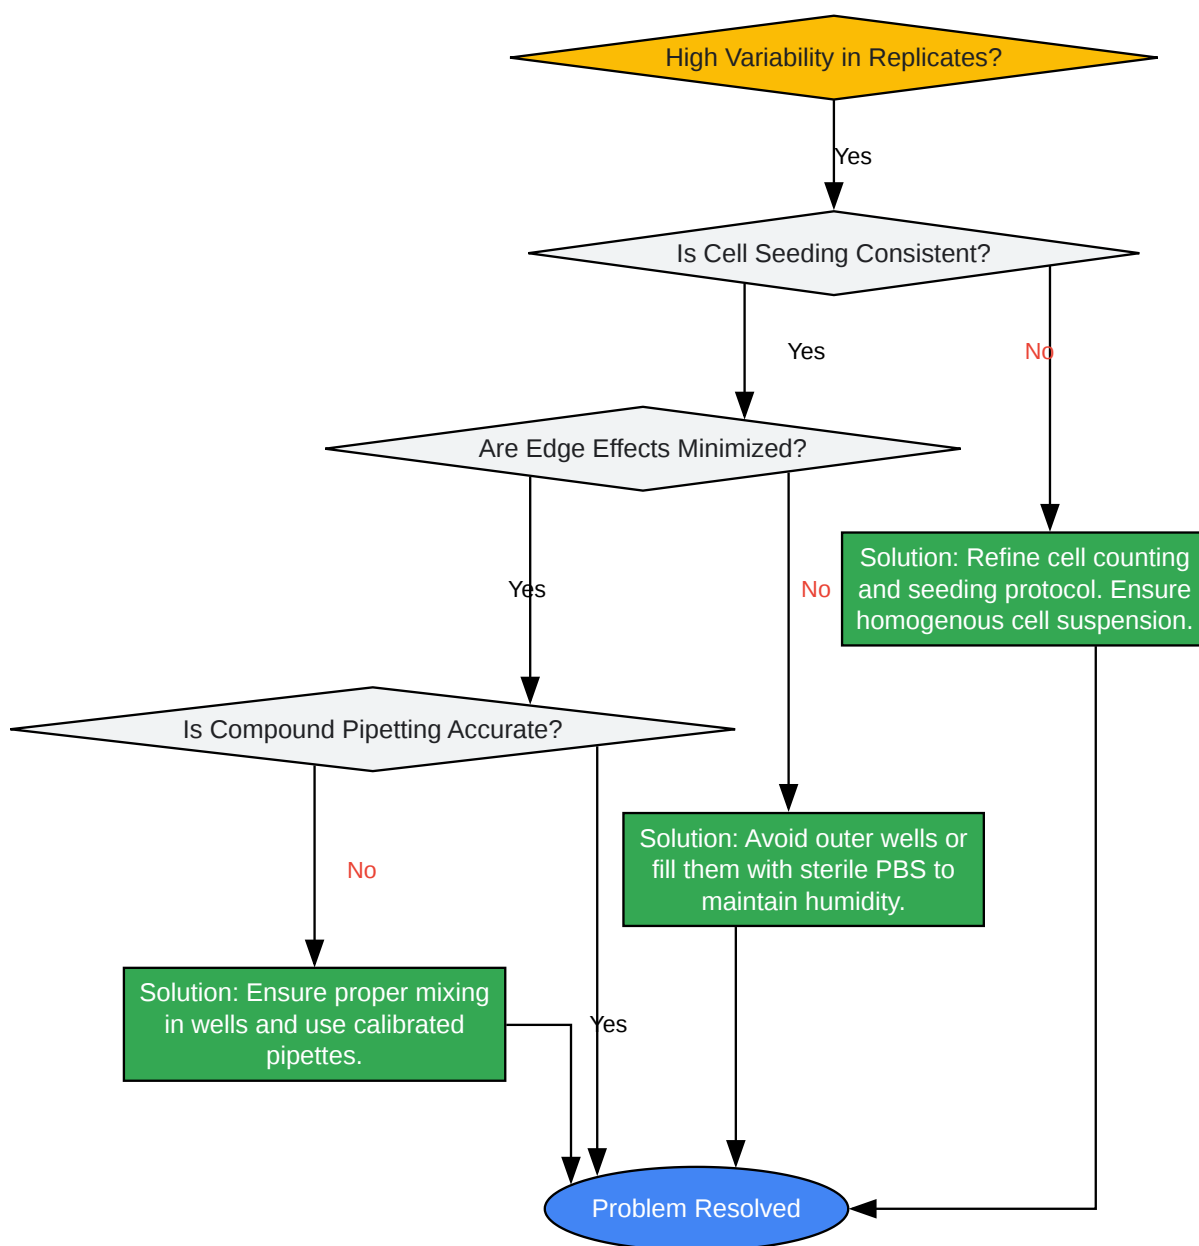 High Variability in Replicates?
Yes
Is Cell Seeding Consistent?
Yes
No
Are Edge Effects Minimized?
Yes
No
Solution: Refine cell counting
and seeding protocol. Ensure
homogenous cell suspension.
Is Compound Pipetting Accurate?
No
Solution: Avoid outer wells or
fill them with sterile PBS to
maintain humidity.
Solution: Ensure proper mixing
in wells and use calibrated
pipettes.
Yes
Problem Resolved